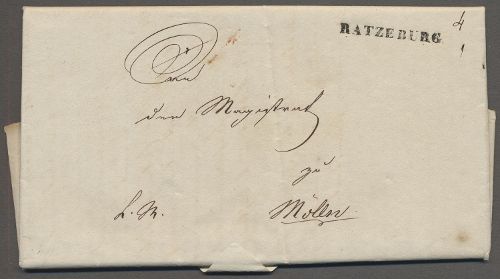 RATZEBURG.
4
1
An
den Magistrat
zu
Mölln